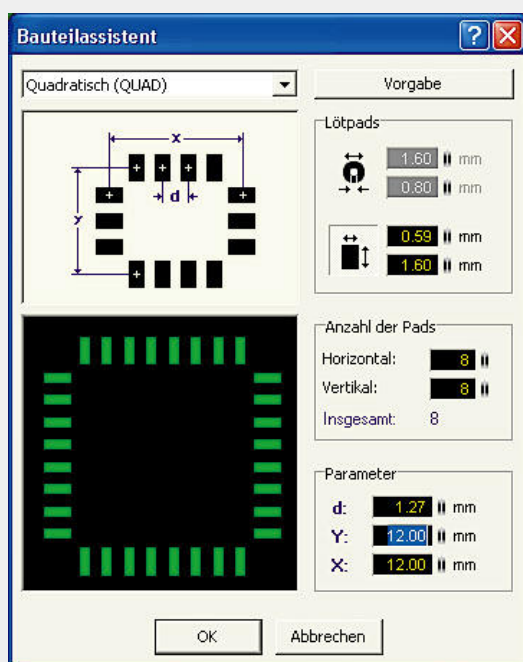 Bauteilassistent
Quadratisch (QUAD)
Vorgabe
Lötpads
x
1.60 mm
0.80 mm
Y
d
0.59 mm
1.60 mm
Anzahl der Pads
Horizontal: 8
Vertikal: 8
Insgesamt: 8
Parameter
d: 1.27 mm
Y: 12.00 mm
X: 12.00 mm
OK
Abbrechen